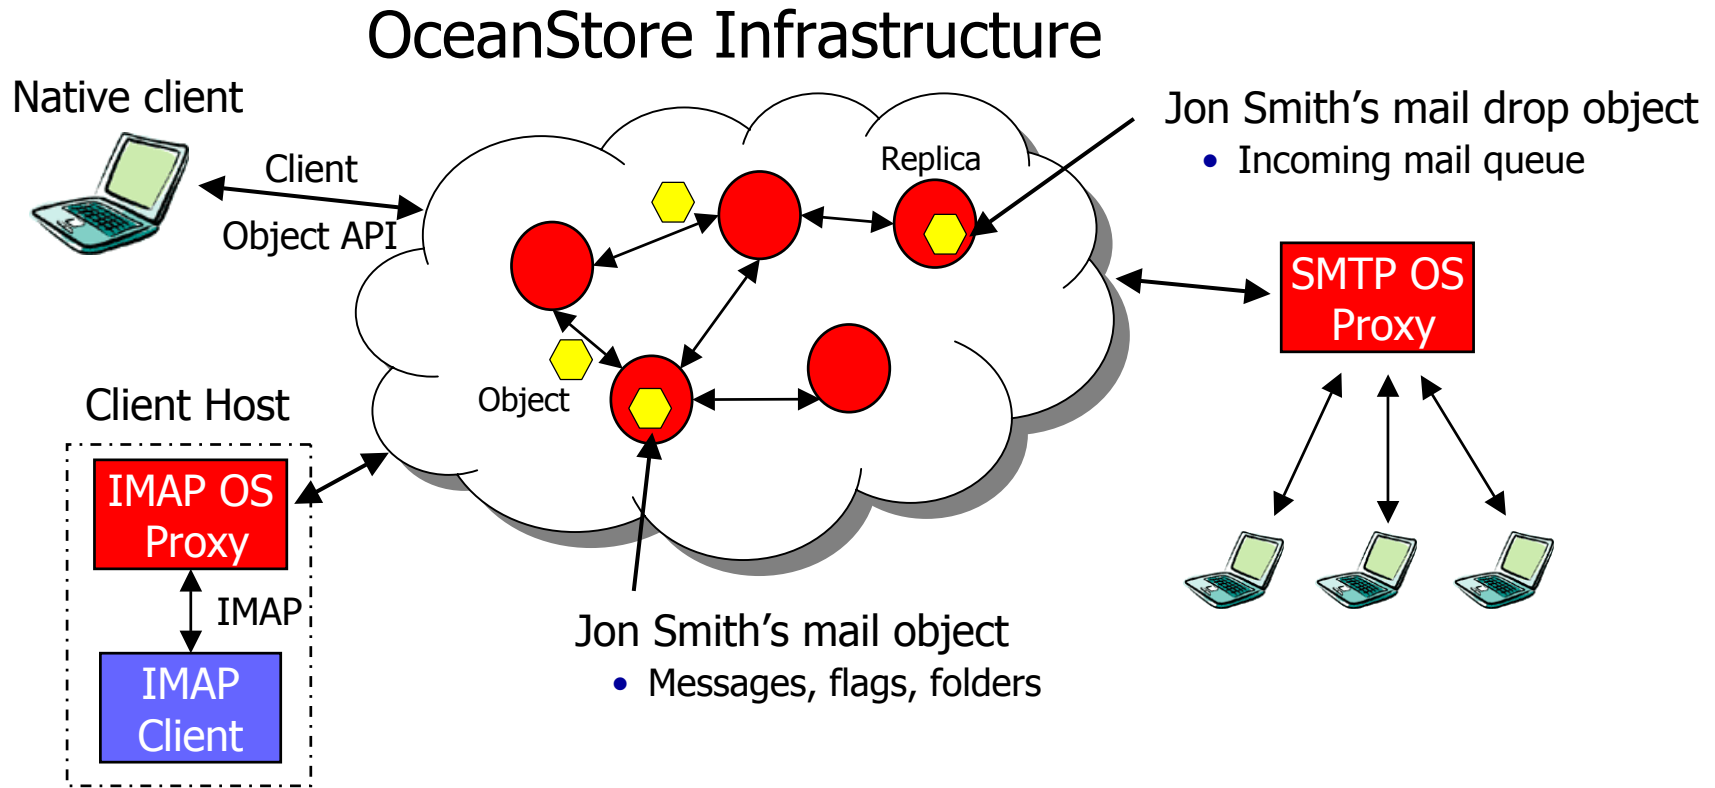 OceanStore Infrastructure
Native client
Client
Object API
Replica
Jon Smith’s mail drop object
• Incoming mail queue
SMTP OS
Proxy
Object
Client Host
IMAP OS
Proxy
IMAP
IMAP
Client
Jon Smith’s mail object
• Messages, flags, folders